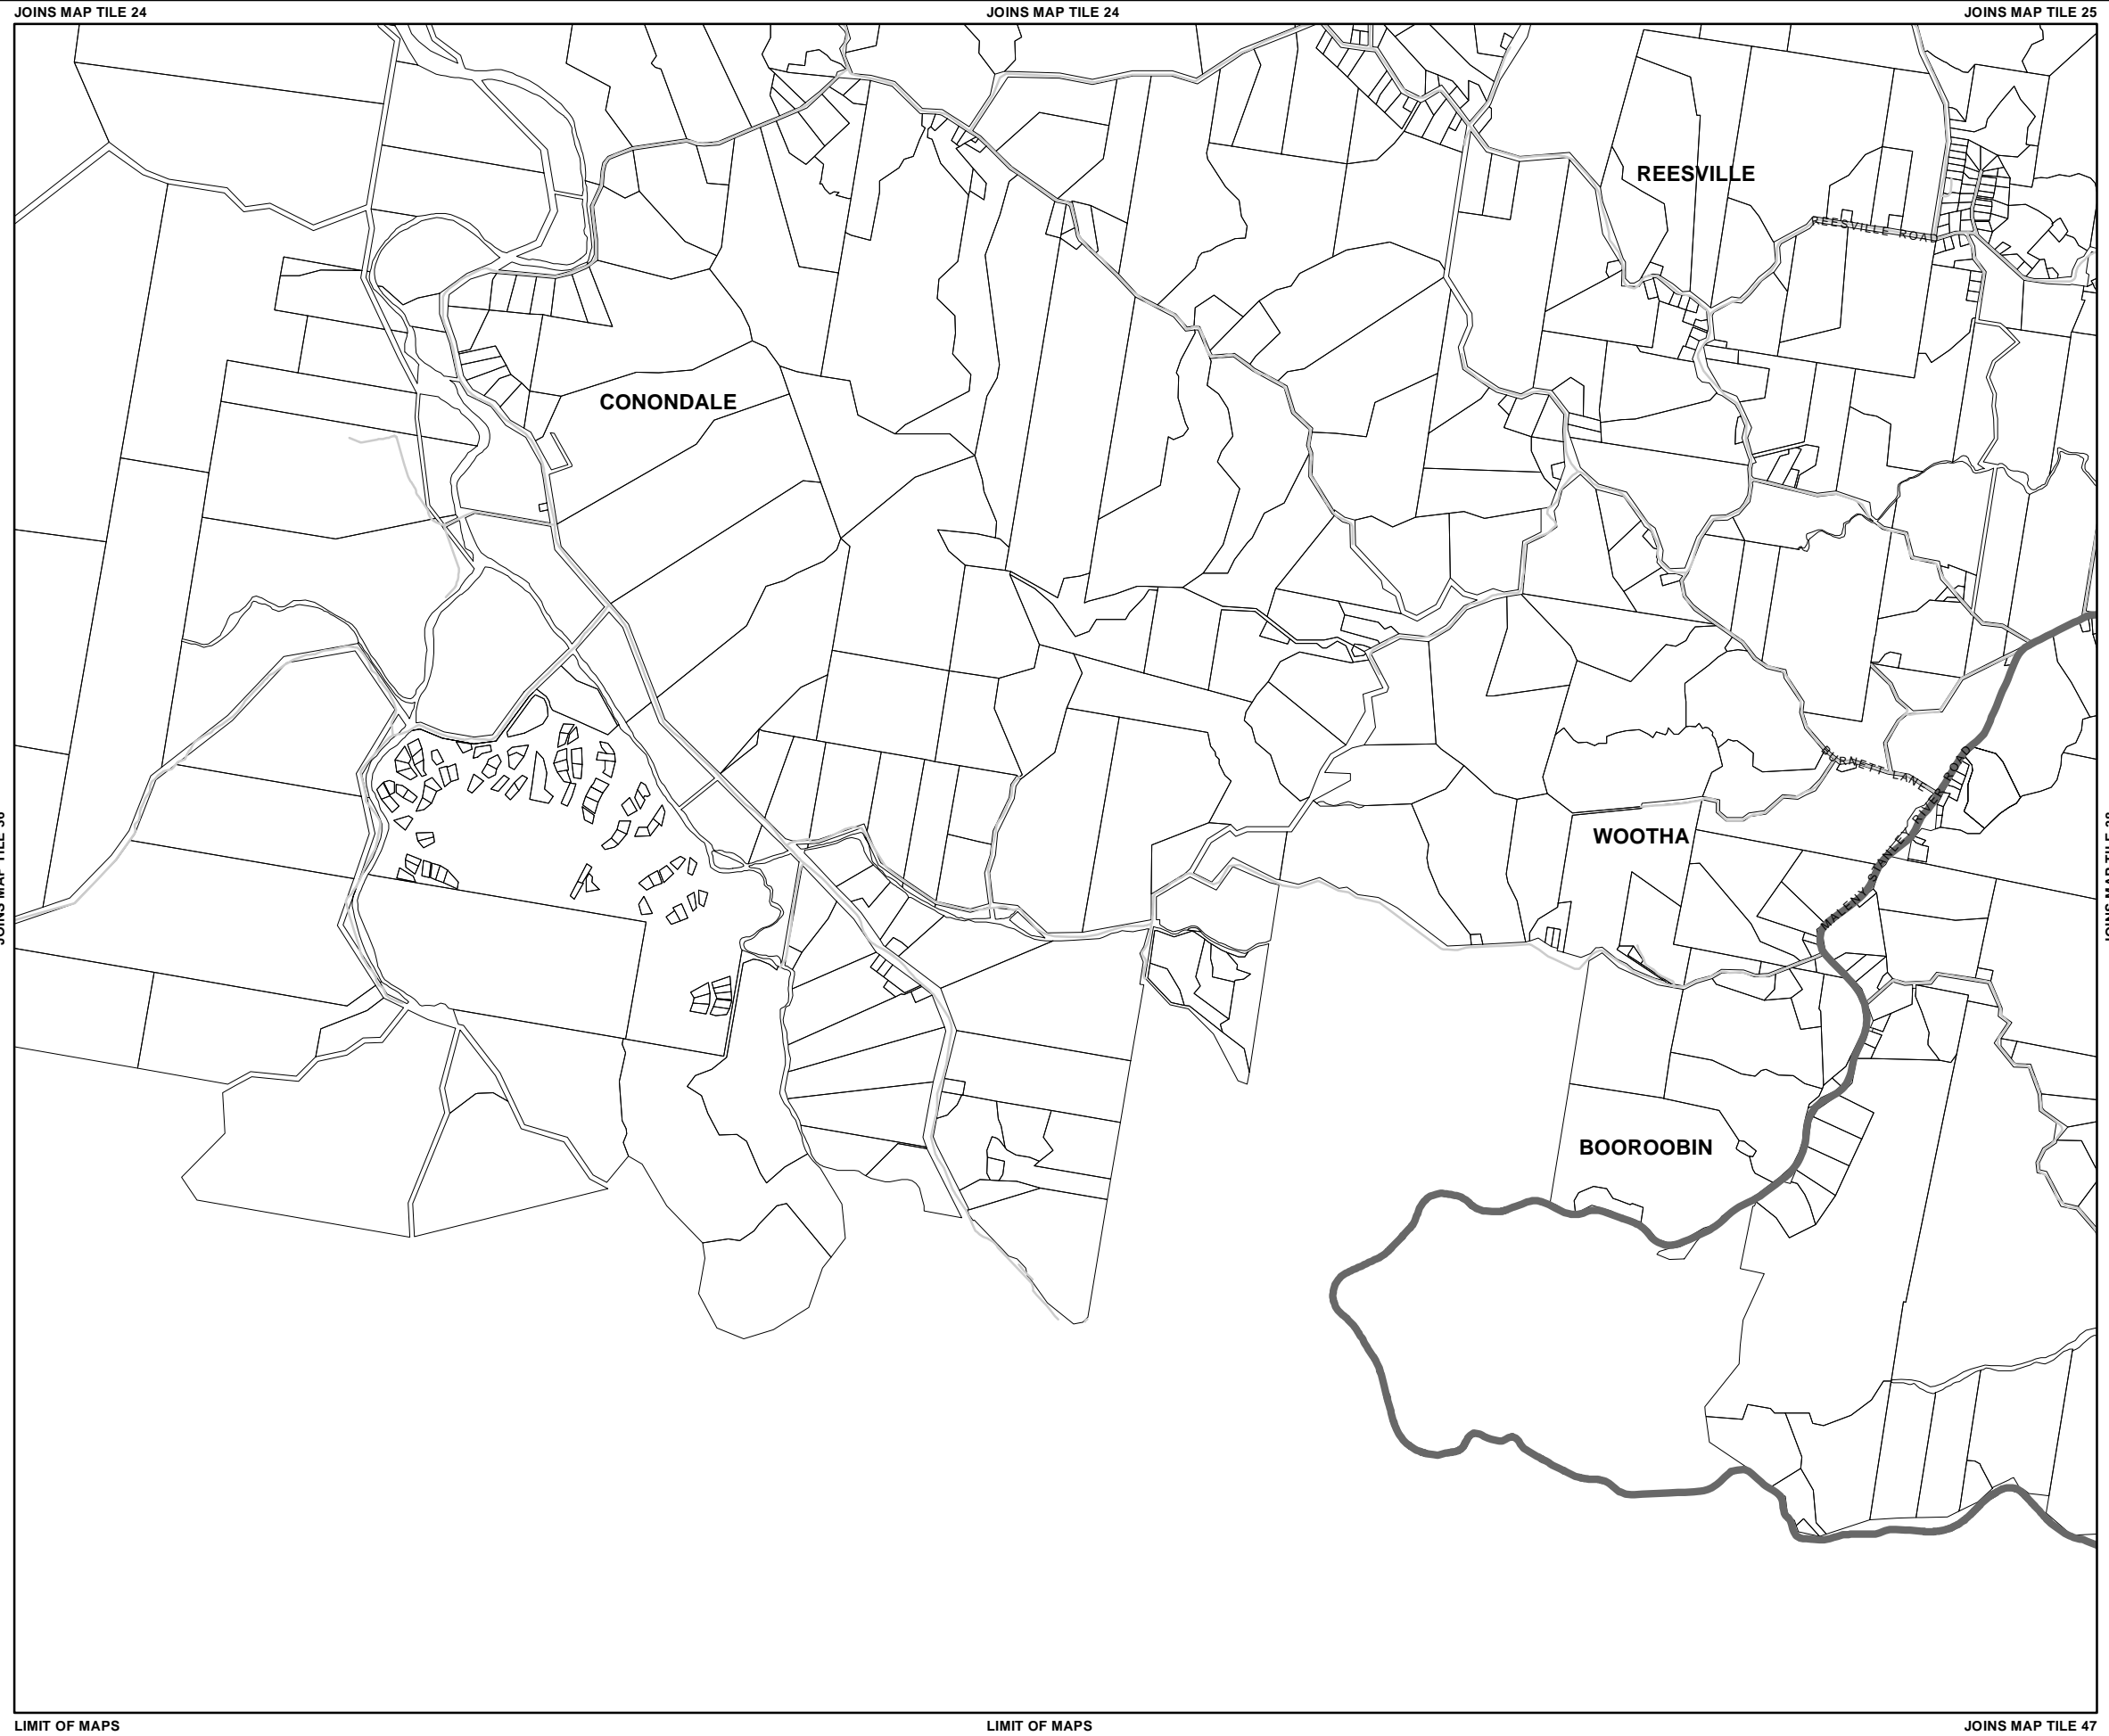 JOINS MAP TILE 24
JOINS MAP TILE 24
JOINS MAP TILE 25
REESVILLE
REESVILLE ROAD
CONONDALE
BURNETT LANE
MALENY STANLEY RIVER ROAD
WOOTHA
BOOROOBIN
LIMIT OF MAPS
LIMIT OF MAPS
JOINS MAP TILE 47